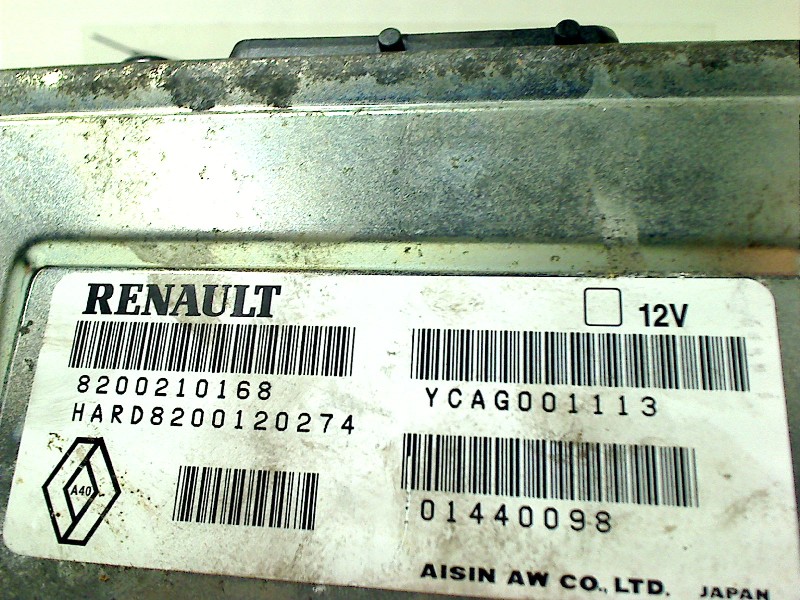 RENAULT
12V
8200210168
HARD8200120274
YCAG001113
A40
01440098
AISIN AW CO., LTD. JAPAN